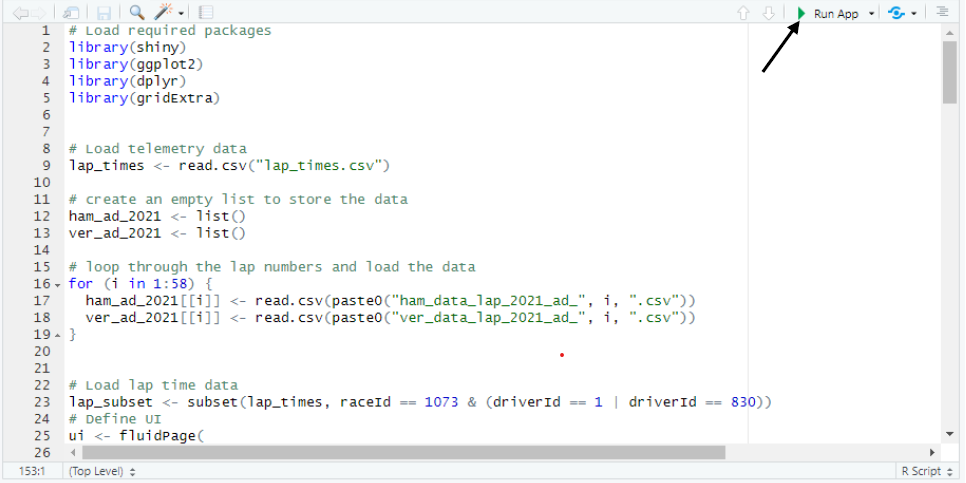 Run App
1 # Load required packages
2 library(shiny)
3 library(ggplot2)
4 library(dplyr)
5 library(gridExtra)
6
7
8 # Load telemetry data
9 lap_times <- read.csv("lap_times.csv")
10
11 # create an empty list to store the data
12 ham_ad_2021 <- list()
13 ver_ad_2021 <- list()
14
15 # loop through the lap numbers and load the data
16 for (i in 1:58) {
17   ham_ad_2021[[i]] <- read.csv(paste0("ham_data_lap_2021_ad_", i, ".csv"))
18   ver_ad_2021[[i]] <- read.csv(paste0("ver_data_lap_2021_ad_", i, ".csv"))
19 }
20
21
22 # Load lap time data
23 lap_subset <- subset(lap_times, raceId == 1073 & (driverId == 1 | driverId == 830))
24 # Define UI
25 ui <- fluidPage(
26
153:1 (Top Level) R Script